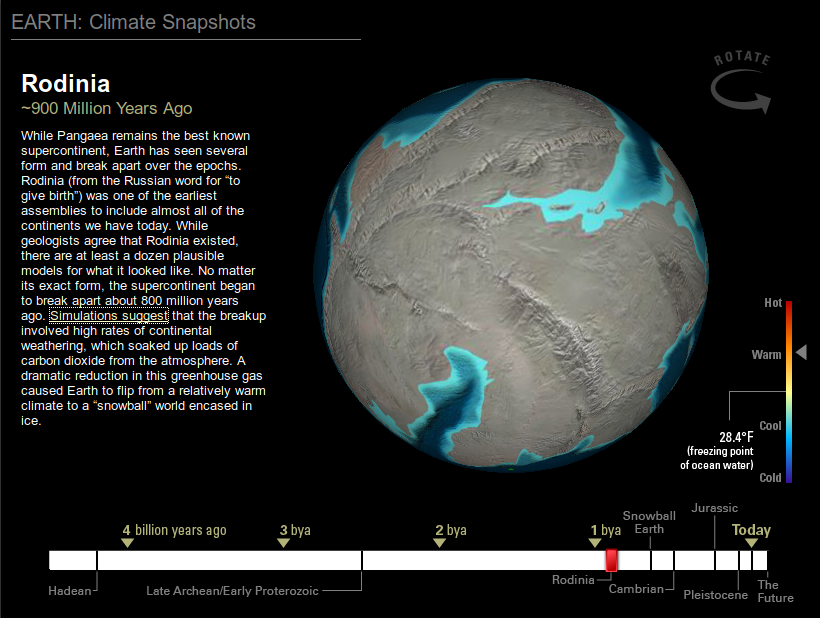 EARTH: Climate Snapshots
ROTATE
Rodinia
~900 Million Years Ago
While Pangaea remains the best known
supercontinent, Earth has seen several
form and break apart over the epochs.
Rodinia (from the Russian word for “to
give birth”) was one of the earliest
assemblies to include almost all of the
continents we have today. While
geologists agree that Rodinia existed,
there are at least a dozen plausible
models for what it looked like. No matter
its exact form, the supercontinent began
to break apart about 800 million years
ago. Simulations suggest that the breakup
involved high rates of continental
weathering, which soaked up loads of
carbon dioxide from the atmosphere. A
dramatic reduction in this greenhouse gas
caused Earth to flip from a relatively warm
climate to a “snowball” world encased in
ice.
Hot
Warm
Cool
28.4°F
(freezing point
of ocean water)
Cold
4 billion years ago
3 bya
2 bya
1 bya
Snowball
Earth
Jurassic
Today
Hadean
Late Archean/Early Proterozoic
Rodinia
Cambrian
Pleistocene
The
Future